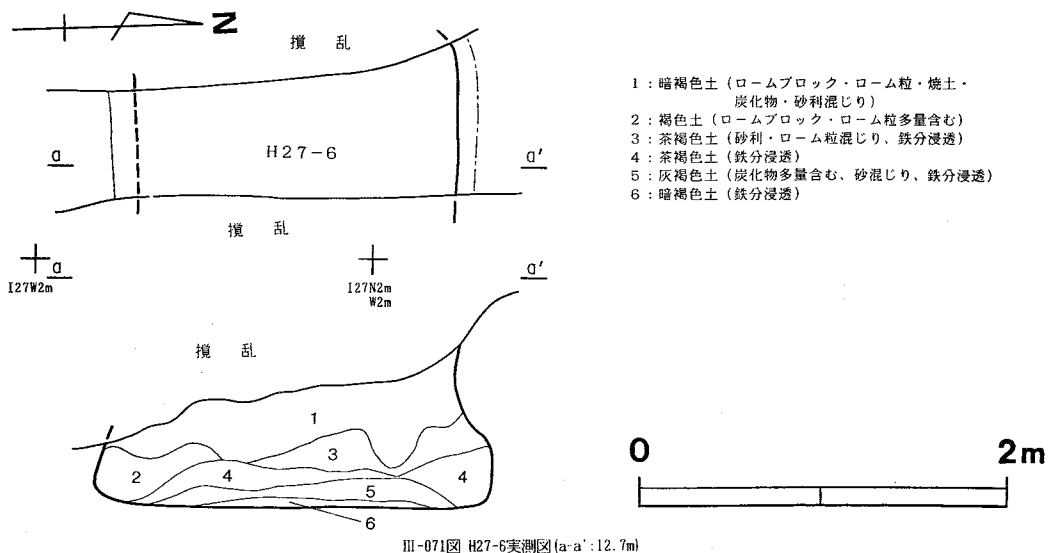 N
攪 乱
1：暗褐色土（ロームブロック・ローム粒・焼土・
炭化物・砂利混じり）
2：褐色土（ロームブロック・ローム粒多量含む）
3：茶褐色土（砂利・ローム粒混じり、鉄分浸透）
4：茶褐色土（鉄分浸透）
5：灰褐色土（炭化物多量含む、砂混じり、鉄分浸透）
6：暗褐色土（鉄分浸透）
a
H27-6
a'
攪 乱
a
a'
I27W2m
I27N2m
W2m
攪 乱
1
3
2
4
4
5
6
0
2m
III-071図 H27-6実測図(a-a':12.7m)